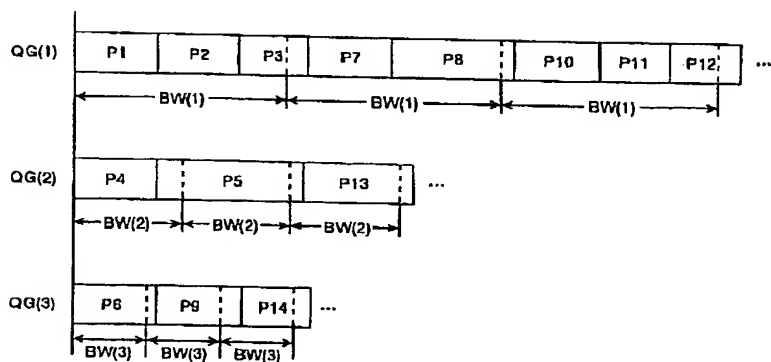 QG(1) P1 P2 P3 P7 P8 P10 P11 P12 ...
BW(1) BW(1) BW(1)
QG(2) P4 P5 P13 ...
BW(2) BW(2) BW(2)
QG(3) P6 P9 P14 ...
BW(3) BW(3) BW(3)